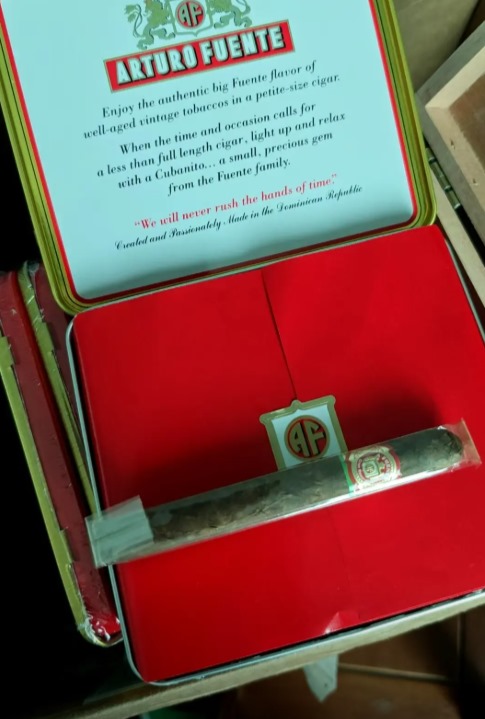 AF
ARTURO FUENTE
Enjoy the authentic big Fuente flavor of
well-aged vintage tobaccos in a petite-size cigar.
When the time and occasion calls for
a less than full length cigar, light up and relax
with a Cubanito... a small, precious gem
from the Fuente family.
"We will never rush the hands of time."
Created and Passionately Made in the Dominican Republic
AF